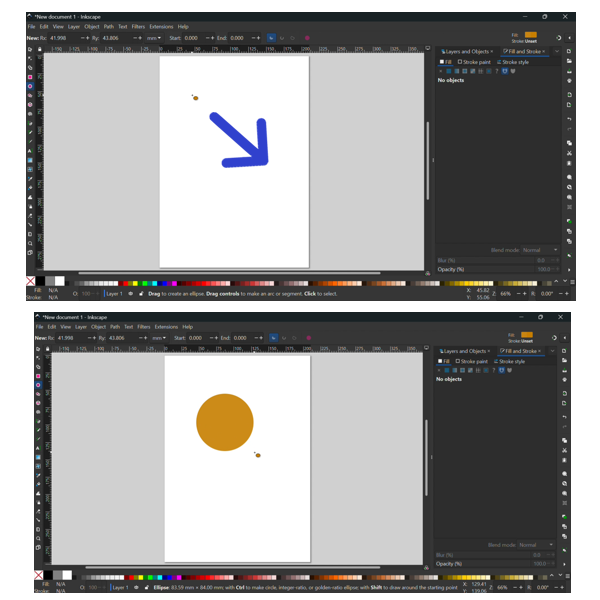 *New document 1 - Inkscape
File Edit View Layer Object Path Text Filters Extensions Help
New: Rx: 41.998 Ry: 43.806 mm Start: 0.000 End: 0.000 Fill: Stroke: Unset
Layers and Objects × Fill and Stroke ×
Fill Stroke paint Stroke style
No objects
Blend mode Normal
Blur (%) 0.0
Opacity (%) 100.0
Fill: N/A
Stroke: N/A
O: 100 Layer 1 Drag to create an ellipse. Drag controls to make an arc or segment. Click to select. X: 45.82 Y: 55.06 Z: 66% R: 0.00°
*New document 1 - Inkscape
File Edit View Layer Object Path Text Filters Extensions Help
New: Rx: 41.998 Ry: 43.806 mm Start: 0.000 End: 0.000 Fill: Stroke: Unset
Layers and Objects × Fill and Stroke ×
Fill Stroke paint Stroke style
No objects
Blend mode Normal
Blur (%) 0.0
Opacity (%) 100.0
Fill: N/A
Stroke: N/A
O: 100 Layer 1 Ellipse: 83.59 mm × 84.00 mm; with Ctrl to make circle, integer-ratio, or golden-ratio ellipse; with Shift to draw around the starting point X: 129.41 Y: 139.06 Z: 66% R: 0.00°